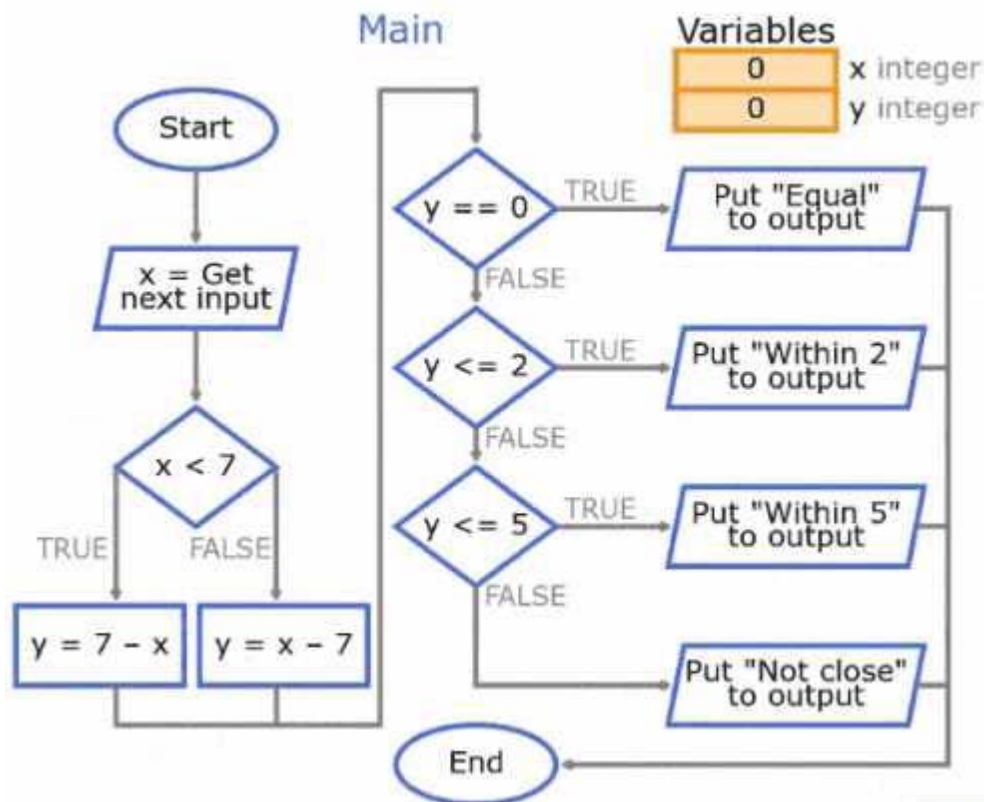 Main
Variables
0 x integer
0 y integer
Start
x = Get
next input
x < 7
TRUE
FALSE
y = 7 – x
y = x – 7
y == 0
TRUE
Put "Equal"
to output
FALSE
y <= 2
TRUE
Put "Within 2"
to output
FALSE
y <= 5
TRUE
Put "Within 5"
to output
FALSE
Put "Not close"
to output
End